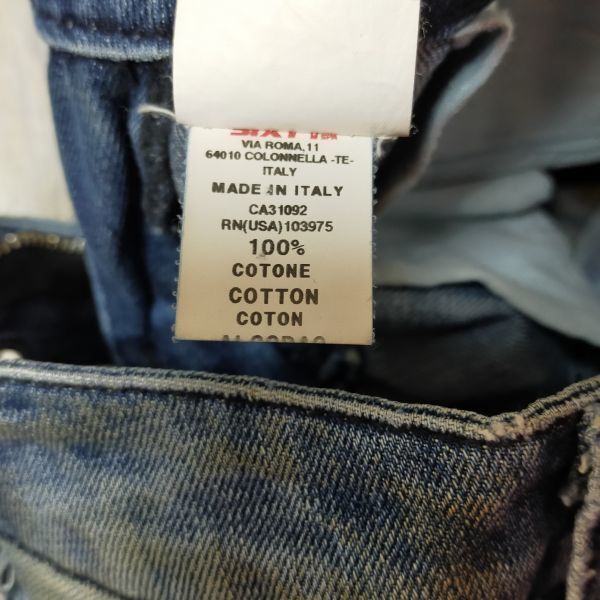 VIA ROMA,11
64010 COLONNELLA -TE-
ITALY
MADE IN ITALY
CA31092
RN(USA)103975
100%
COTONE
COTTON
COTON